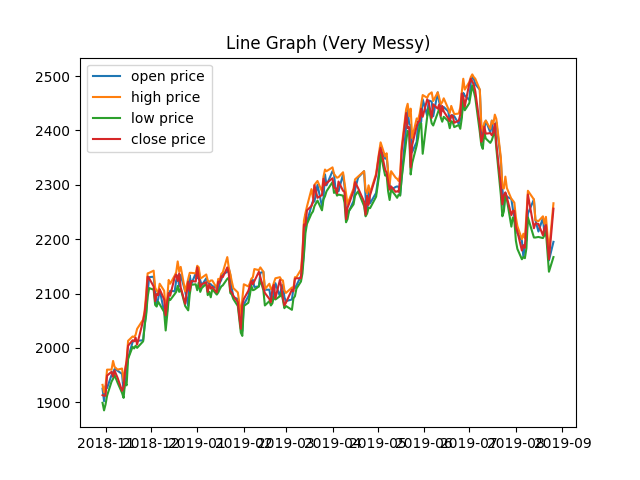 Line Graph (Very Messy)
open price
high price
low price
close price
2500
2400
2300
2200
2100
2000
1900
2018-11 2018-12 2019-01 2019-02 2019-03 2019-04 2019-05 2019-06 2019-07 2019-08 2019-09